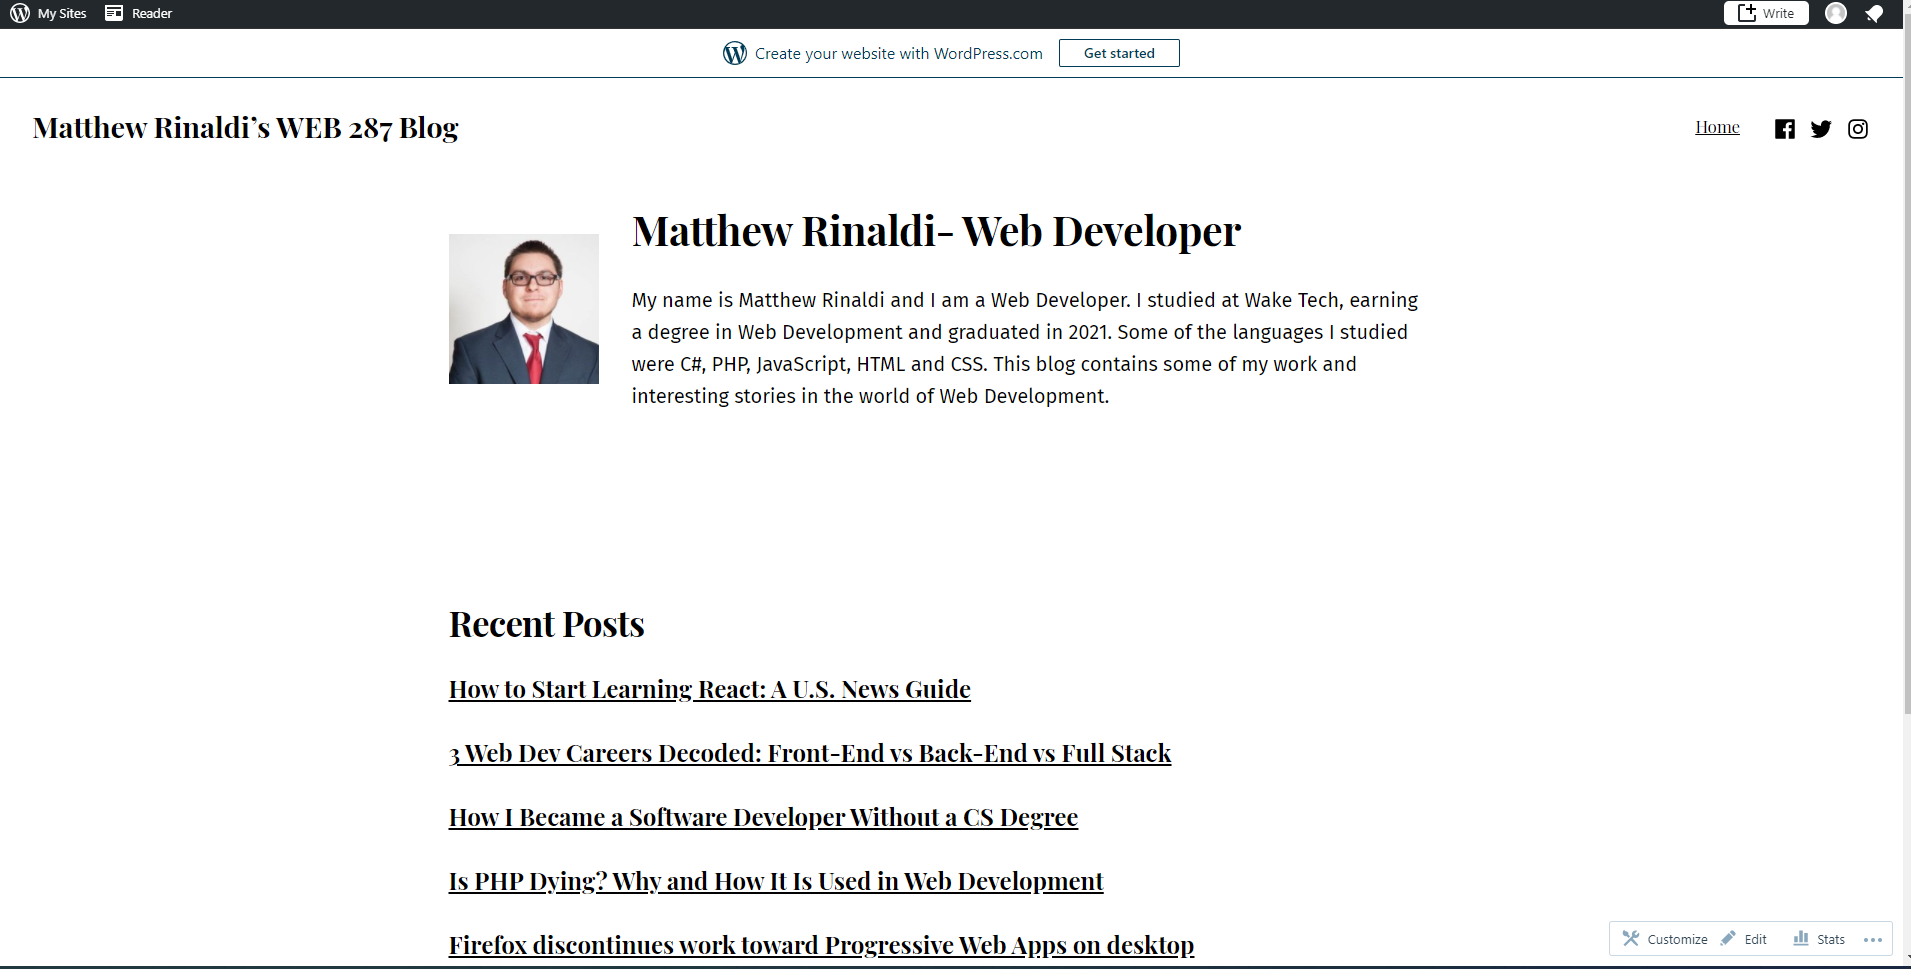 My Sites Reader Write
Create your website with WordPress.com Get started
Matthew Rinaldi’s WEB 287 Blog Home
Matthew Rinaldi- Web Developer
My name is Matthew Rinaldi and I am a Web Developer. I studied at Wake Tech, earning
a degree in Web Development and graduated in 2021. Some of the languages I studied
were C#, PHP, JavaScript, HTML and CSS. This blog contains some of my work and
interesting stories in the world of Web Development.
Recent Posts
How to Start Learning React: A U.S. News Guide
3 Web Dev Careers Decoded: Front-End vs Back-End vs Full Stack
How I Became a Software Developer Without a CS Degree
Is PHP Dying? Why and How It Is Used in Web Development
Firefox discontinues work toward Progressive Web Apps on desktop
Customize Edit Stats